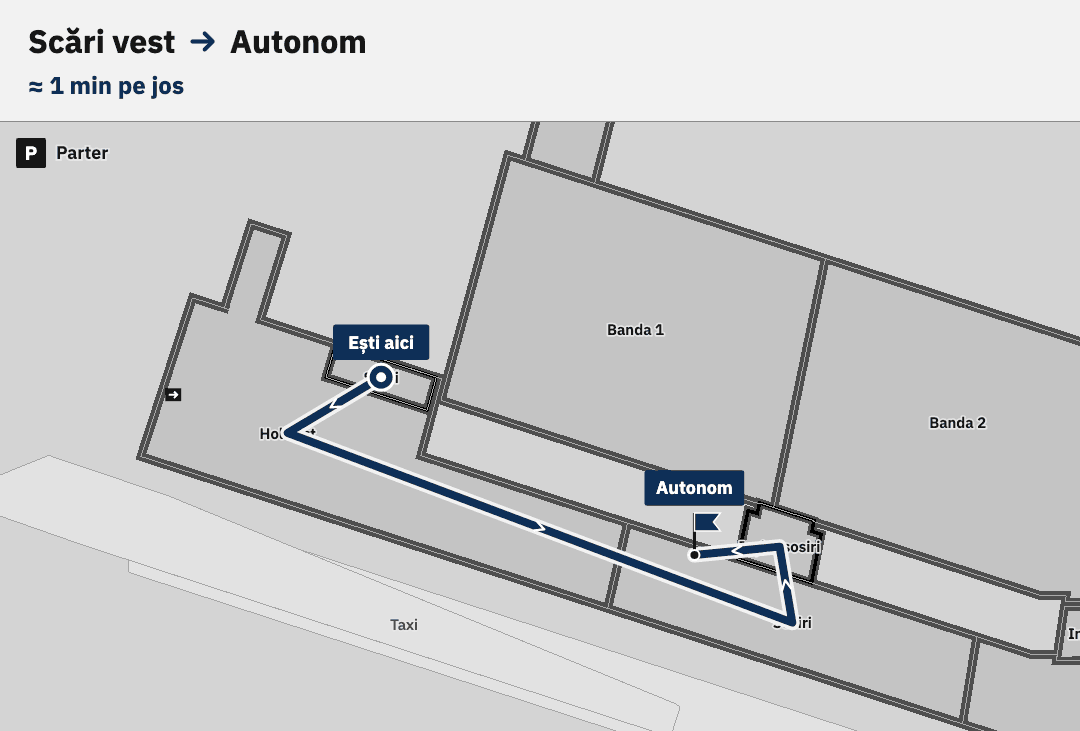 Scări vest → Autonom
≈ 1 min pe jos
P Parter
Banda 1
Ești aici
Banda 2
Autonom
Taxi